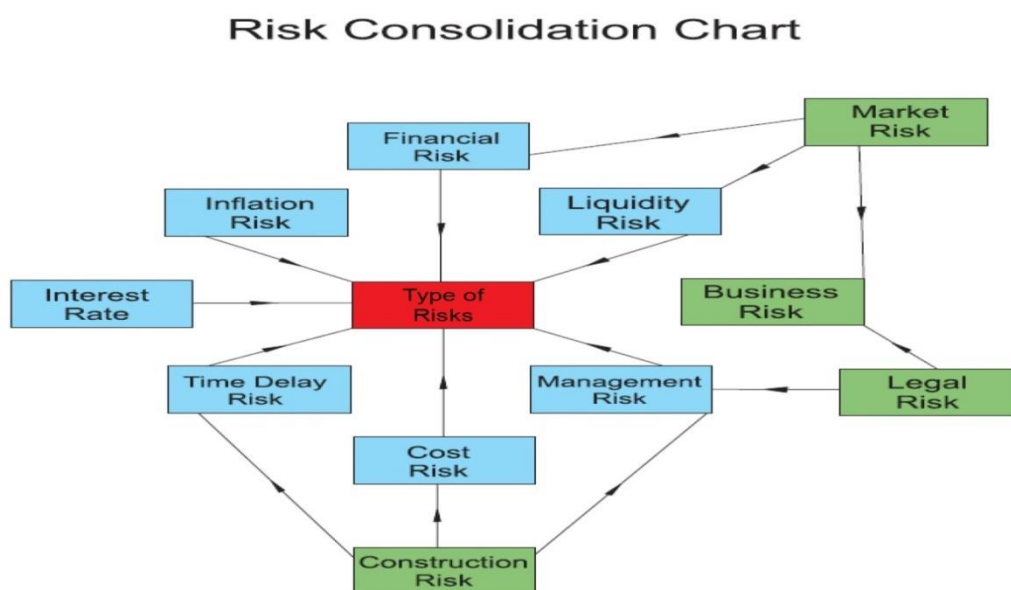 Risk Consolidation Chart
Market
Risk
Financial
Risk
Inflation
Risk
Liquidity
Risk
Interest
Rate
Type of
Risks
Business
Risk
Time Delay
Risk
Management
Risk
Legal
Risk
Cost
Risk
Construction
Risk